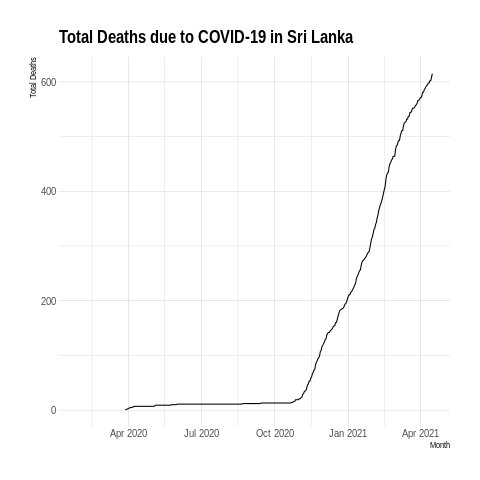 Total Deaths due to COVID-19 in Sri Lanka
Total Deaths
600
400
200
0
Apr 2020 Jul 2020 Oct 2020 Jan 2021 Apr 2021
Month